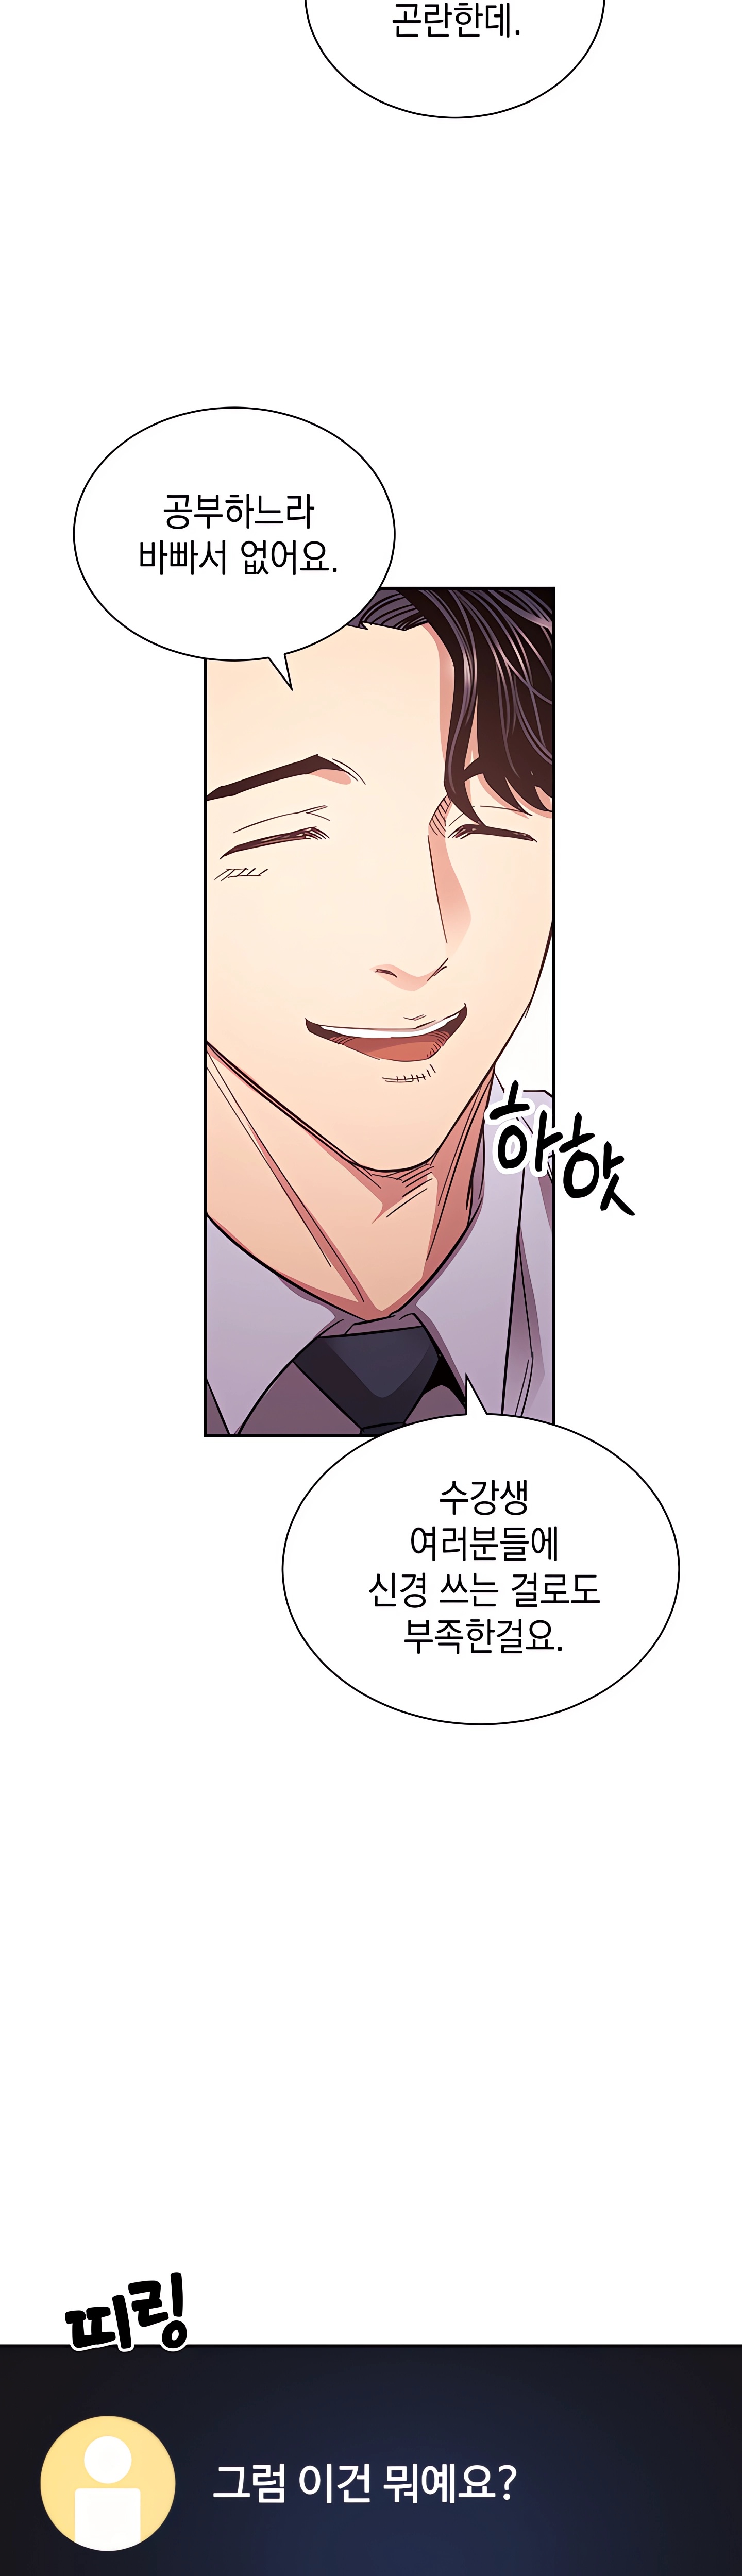 곤란한데.
공부하느라
바빠서 없어요.
하핫
수강생
여러분들에
신경 쓰는 걸로도
부족한걸요.
띠링
그럼 이건 뭐예요?